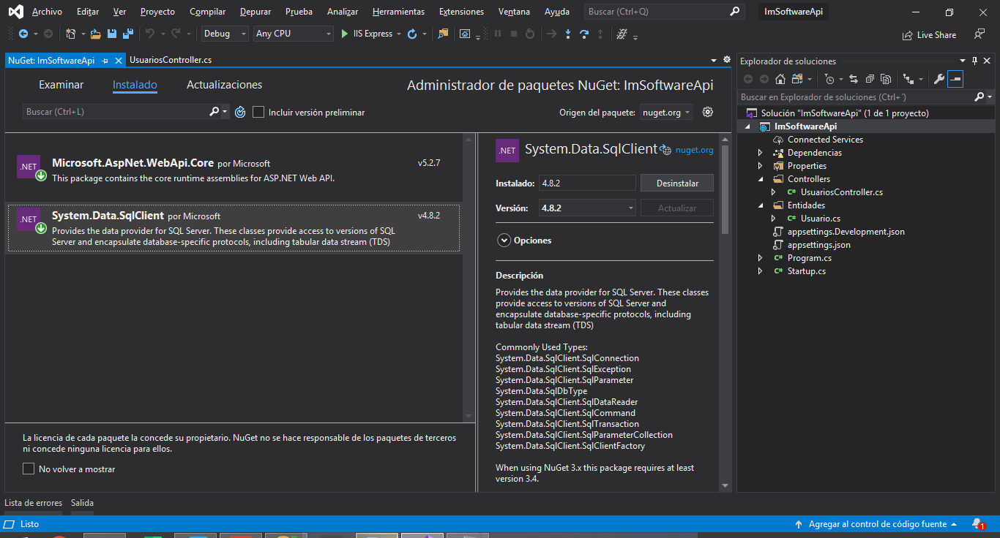 Archivo Editar Ver Proyecto Compilar Depurar Prueba Analizar Herramientas Extensiones Ventana Ayuda Buscar (Ctrl+Q) ImSoftwareApi
Debug Any CPU IIS Express Live Share
NuGet: ImSoftwareApi UsuariosController.cs
Examinar Instalado Actualizaciones Administrador de paquetes NuGet: ImSoftwareApi
Buscar (Ctrl+L) Incluir versión preliminar Origen del paquete: nuget.org
.NET Microsoft.AspNet.WebApi.Core por Microsoft v5.2.7
This package contains the core runtime assemblies for ASP.NET Web API.
.NET System.Data.SqlClient por Microsoft v4.8.2
Provides the data provider for SQL Server. These classes provide access to versions of SQL
Server and encapsulate database-specific protocols, including tabular data stream (TDS)
La licencia de cada paquete la concede su propietario. NuGet no se hace responsable de los paquetes de terceros
ni concede ninguna licencia para ellos.
No volver a mostrar
.NET System.Data.SqlClient nuget.org
Instalado: 4.8.2 Desinstalar
Versión: 4.8.2 Actualizar
Opciones
Descripción
Provides the data provider for SQL Server. These classes
provide access to versions of SQL Server and
encapsulate database-specific protocols, including
tabular data stream (TDS)
Commonly Used Types:
System.Data.SqlClient.SqlConnection
System.Data.SqlClient.SqlException
System.Data.SqlClient.SqlParameter
System.Data.SqlDbType
System.Data.SqlClient.SqlDataReader
System.Data.SqlClient.SqlCommand
System.Data.SqlClient.SqlTransaction
System.Data.SqlClient.SqlParameterCollection
System.Data.SqlClient.SqlClientFactory
When using NuGet 3.x this package requires at least
version 3.4.
Explorador de soluciones
Buscar en Explorador de soluciones (Ctrl+´)
Solución "ImSoftwareApi" (1 de 1 proyecto)
ImSoftwareApi
Connected Services
Dependencias
Properties
Controllers
C# UsuariosController.cs
Entidades
C# Usuario.cs
appsettings.Development.json
appsettings.json
C# Program.cs
C# Startup.cs
Lista de errores Salida
Listo Agregar al control de código fuente 1